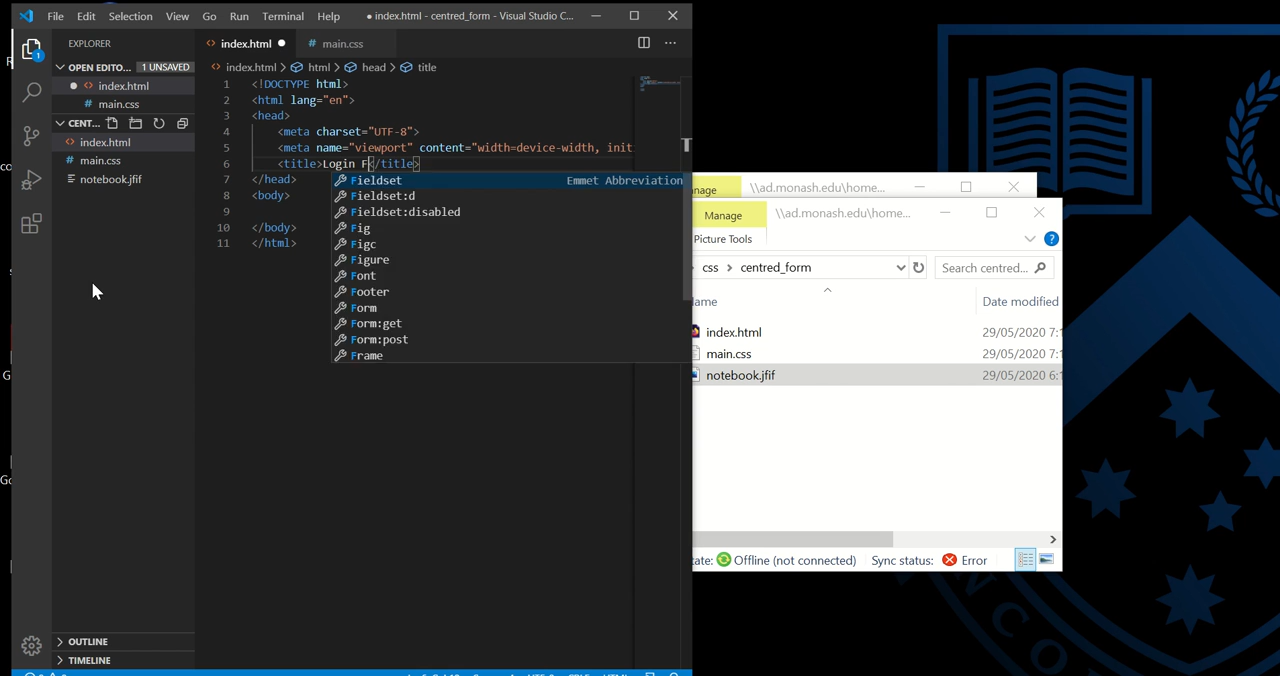 File Edit Selection View Go Run Terminal Help ● index.html - centred_form - Visual Studio C...
EXPLORER
index.html ●
# main.css
OPEN EDITO... 1 UNSAVED
● index.html
# main.css
CENT...
index.html
# main.css
notebook.jfif
OUTLINE
TIMELINE
index.html > html > head > title
1 <!DOCTYPE html>
2 <html lang="en">
3 <head>
4 <meta charset="UTF-8">
5 <meta name="viewport" content="width=device-width, init
6 <title>Login F</title>
7 </head>
8 <body>
9
10 </body>
11 </html>
Fieldset Emmet Abbreviation
Fieldset:d
Fieldset:disabled
Fig
Figc
Figure
Font
Footer
Form
Form:get
Form:post
Frame
nage \\ad.monash.edu\home...
Manage \\ad.monash.edu\home...
Picture Tools
css > centred_form
Search centred...
ame Date modified
index.html 29/05/2020 7:1
main.css 29/05/2020 7:1
notebook.jfif 29/05/2020 6:1
tate: Offline (not connected) Sync status: Error